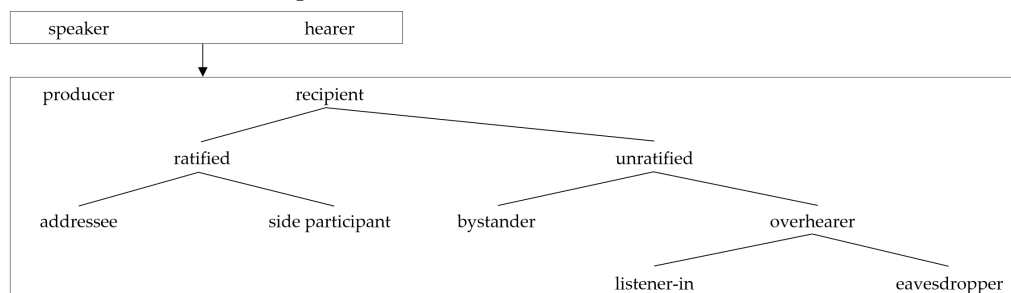 speaker hearer
producer recipient
ratified unratified
addressee side participant bystander overhearer
listener-in eavesdropper